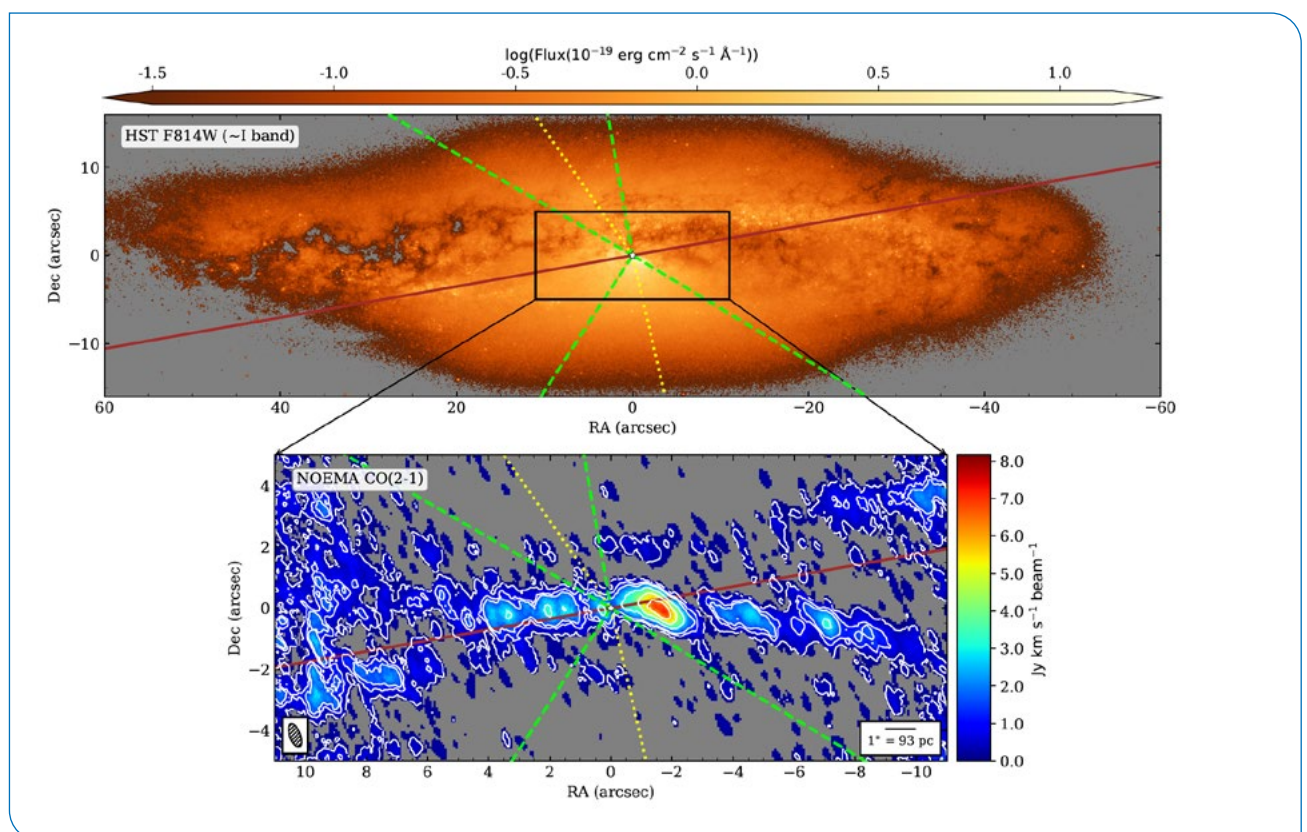 log(Flux(10⁻¹⁹ erg cm⁻² s⁻¹ Å⁻¹))
-1.5 -1.0 -0.5 0.0 0.5 1.0
HST F814W (~I band)
10
0
−10
Dec (arcsec)
60 40 20 0 −20 −40 −60
RA (arcsec)
NOEMA CO(2-1)
4
2
0
−2
−4
Dec (arcsec)
1" = 93 pc
10 8 6 4 2 0 −2 −4 −6 −8 −10
RA (arcsec)
8.0
7.0
6.0
5.0
4.0
3.0
2.0
1.0
0.0
Jy km s⁻¹ beam⁻¹